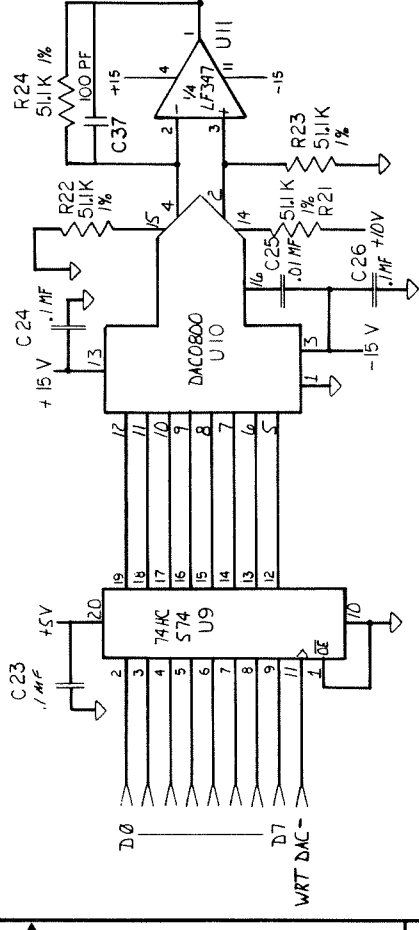 R24
51.1K 1%
100 PF
C37
+15
4
1
U11
2
-
1/4
LF347
3
+
11
-15
R22
51.1K
1%
15
4
2
14
R23
51.1K
1%
51.1K
1%
R21
+10V
C24
.1MF
+15 V
13
DAC0800
U10
16
C25
.01MF
C26
.1MF
3
-15 V
1
12
11
10
9
8
7
6
5
19
18
17
16
15
14
13
12
C23
.1MF
+5V
20
74HC
574
U9
10
OE
2
3
4
5
6
7
8
9
11
1
D0
D7
WRT DAC-